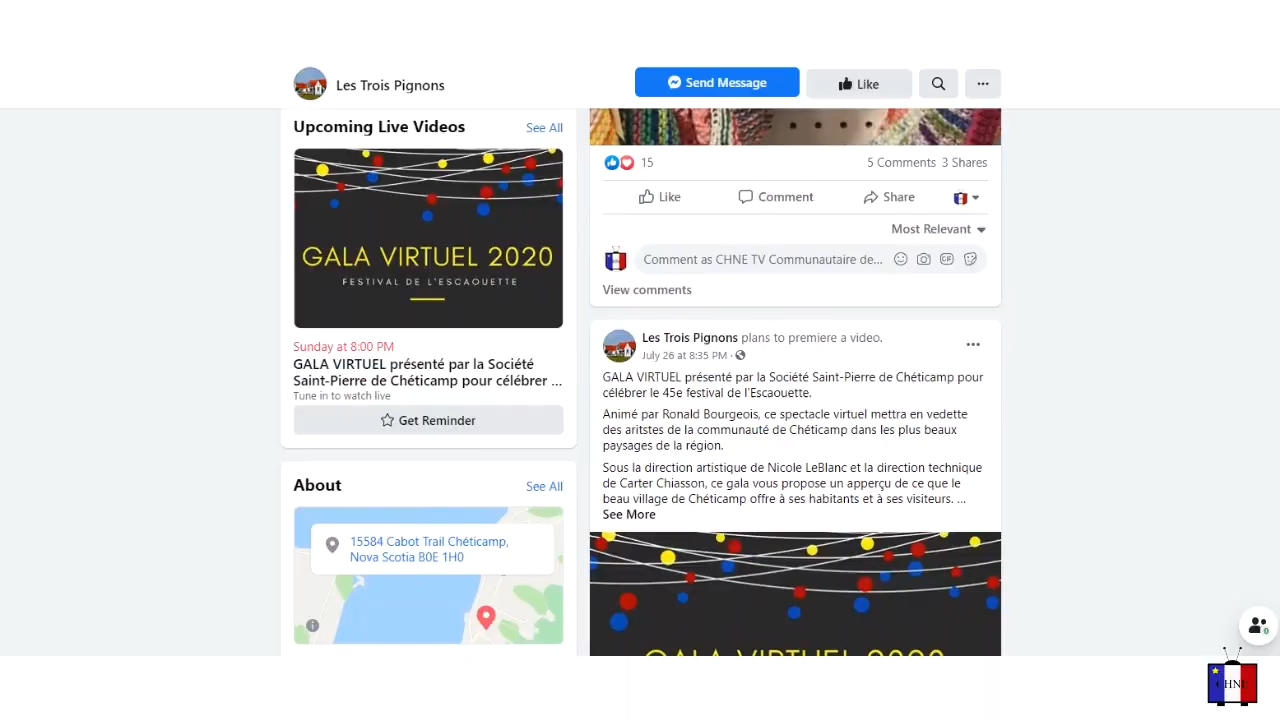 Les Trois Pignons
Send Message
Like
Upcoming Live Videos
See All
GALA VIRTUEL 2020
FESTIVAL DE L'ESCAOUETTE
Sunday at 8:00 PM
GALA VIRTUEL présenté par la Société
Saint-Pierre de Chéticamp pour célébrer ...
Tune in to watch live
Get Reminder
About
See All
15584 Cabot Trail Chéticamp,
Nova Scotia B0E 1H0
15
5 Comments 3 Shares
Like
Comment
Share
Most Relevant
Comment as CHNE TV Communautaire de...
GIF
View comments
Les Trois Pignons plans to premiere a video.
July 26 at 8:35 PM ·
GALA VIRTUEL présenté par la Société Saint-Pierre de Chéticamp pour
célébrer le 45e festival de l'Escaouette.
Animé par Ronald Bourgeois, ce spectacle virtuel mettra en vedette
des aritstes de la communauté de Chéticamp dans les plus beaux
paysages de la région.
Sous la direction artistique de Nicole LeBlanc et la direction technique
de Carter Chiasson, ce gala vous propose un apperçu de ce que le
beau village de Chéticamp offre à ses habitants et à ses visiteurs. ...
See More
GALA VIRTUEL 2020
0
CHNE